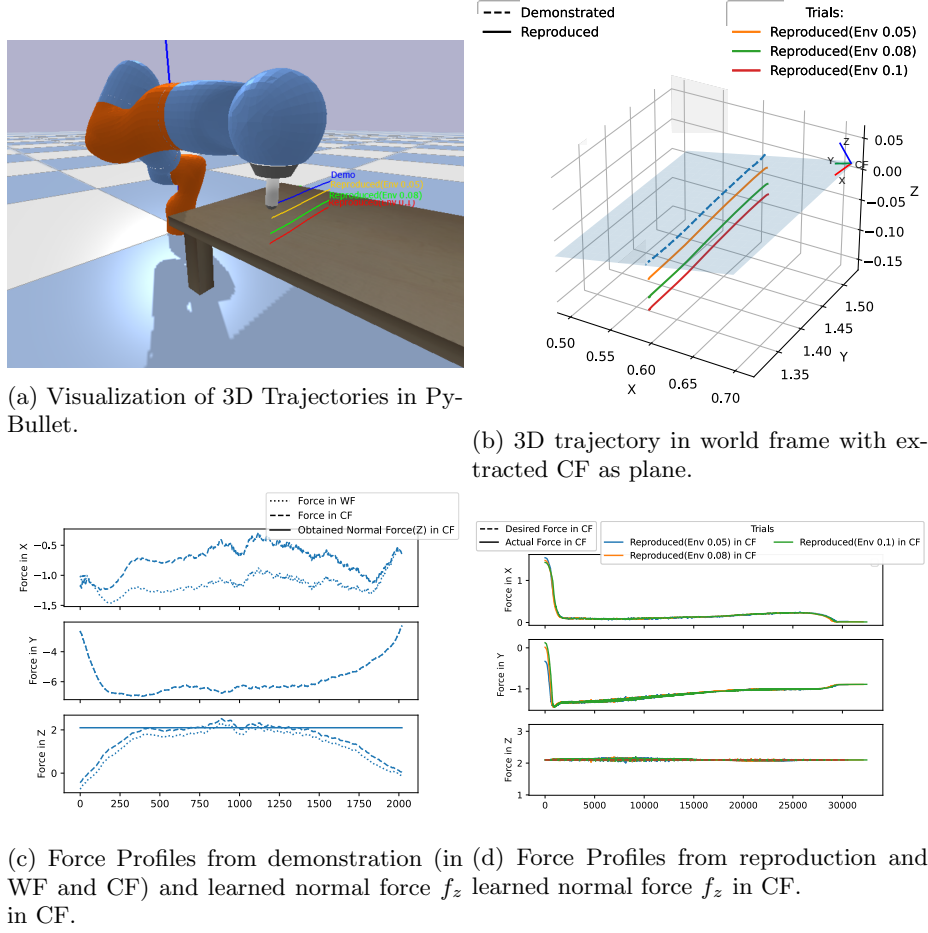 Demo
Reproduced(Env 0.05)
Reproduced(Env 0.08)
Reproduced(Env 0.1)
(a) Visualization of 3D Trajectories in Py-
Bullet.
Demonstrated
Reproduced
Trials:
Reproduced(Env 0.05)
Reproduced(Env 0.08)
Reproduced(Env 0.1)
Z
Y
CF
X
0.05
0.00
−0.05
−0.10
−0.15
Z
0.50
0.55
0.60
0.65
0.70
X
1.35
1.40
1.45
1.50
Y
(b) 3D trajectory in world frame with ex-
tracted CF as plane.
Force in WF
Force in CF
Obtained Normal Force(Z) in CF
Force in X
−0.5
−1.0
−1.5
Force in Y
−4
−6
Force in Z
2
0
0 250 500 750 1000 1250 1500 1750 2000
(c) Force Profiles from demonstration (in
WF and CF) and learned normal force f_z
in CF.
Desired Force in CF
Actual Force in CF
Trials
Reproduced(Env 0.05) in CF
Reproduced(Env 0.08) in CF
Reproduced(Env 0.1) in CF
Force in X
1
0
Force in Y
0
−1
Force in Z
3
2
1
0 5000 10000 15000 20000 25000 30000
(d) Force Profiles from reproduction and
learned normal force f_z in CF.